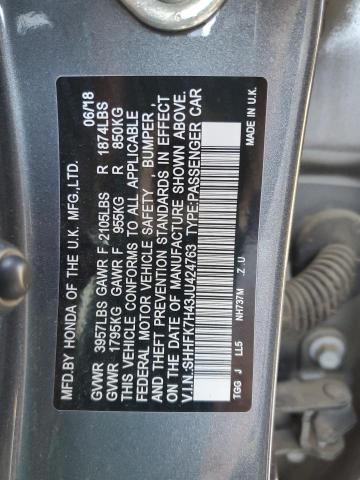 MFD.BY HONDA OF THE U.K. MFG.,LTD. 06/18
GVWR 3957LBS GAWR F 2105LBS R 1874LBS
GVWR 1795KG GAWR F 955KG R 850KG
THIS VEHICLE CONFORMS TO ALL APPLICABLE
FEDERAL MOTOR VEHICLE SAFETY BUMPER,
AND THEFT PREVENTION STANDARDS IN EFFECT
ON THE DATE OF MANUFACTURE SHOWN ABOVE.
V.I.N.:SHHFK7H43JU424763 TYPE:PASSENGER CAR
TGG J LL5 NH737M Z U MADE IN U.K.